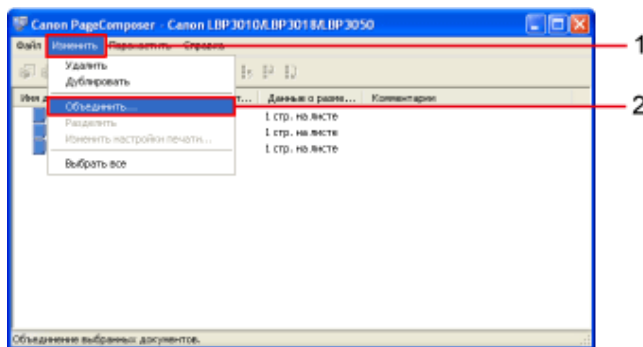 Canon PageComposer - Canon LBP3010/LBP3018/LBP3050
Файл Изменить Переместить Справка
1
Удалить
Дублировать
Имя д т... Данные о разме... Комментарии
Объединить...
2
1 стр. на листе
Разделить
1 стр. на листе
Изменить настройки печати...
1 стр. на листе
Выбрать все
Объединение выбранных документов.